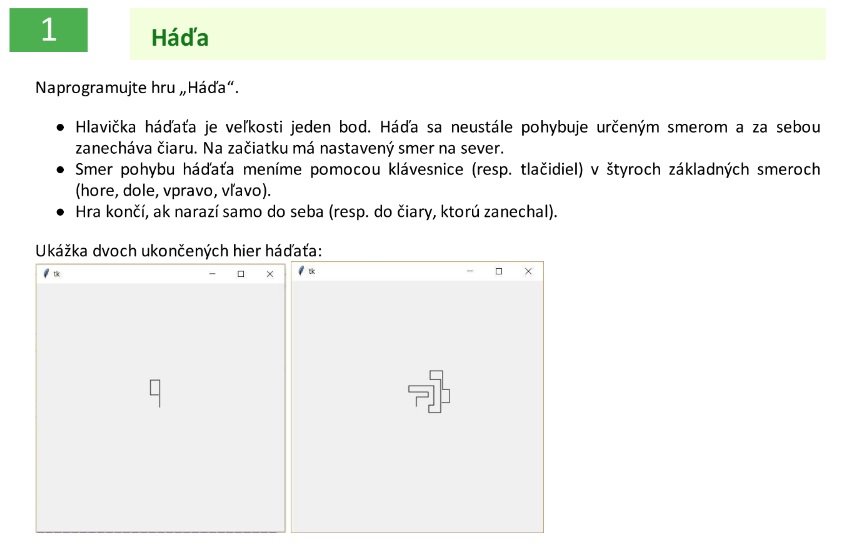 1
Háďa
Naprogramujte hru „Háďa“.
● Hlavička háďaťa je veľkosti jeden bod. Háďa sa neustále pohybuje určeným smerom a za sebou
zanecháva čiaru. Na začiatku má nastavený smer na sever.
● Smer pohybu háďaťa meníme pomocou klávesnice (resp. tlačidiel) v štyroch základných smeroch
(hore, dole, vpravo, vľavo).
● Hra končí, ak narazí samo do seba (resp. do čiary, ktorú zanechal).
Ukážka dvoch ukončených hier háďaťa:
tk
tk